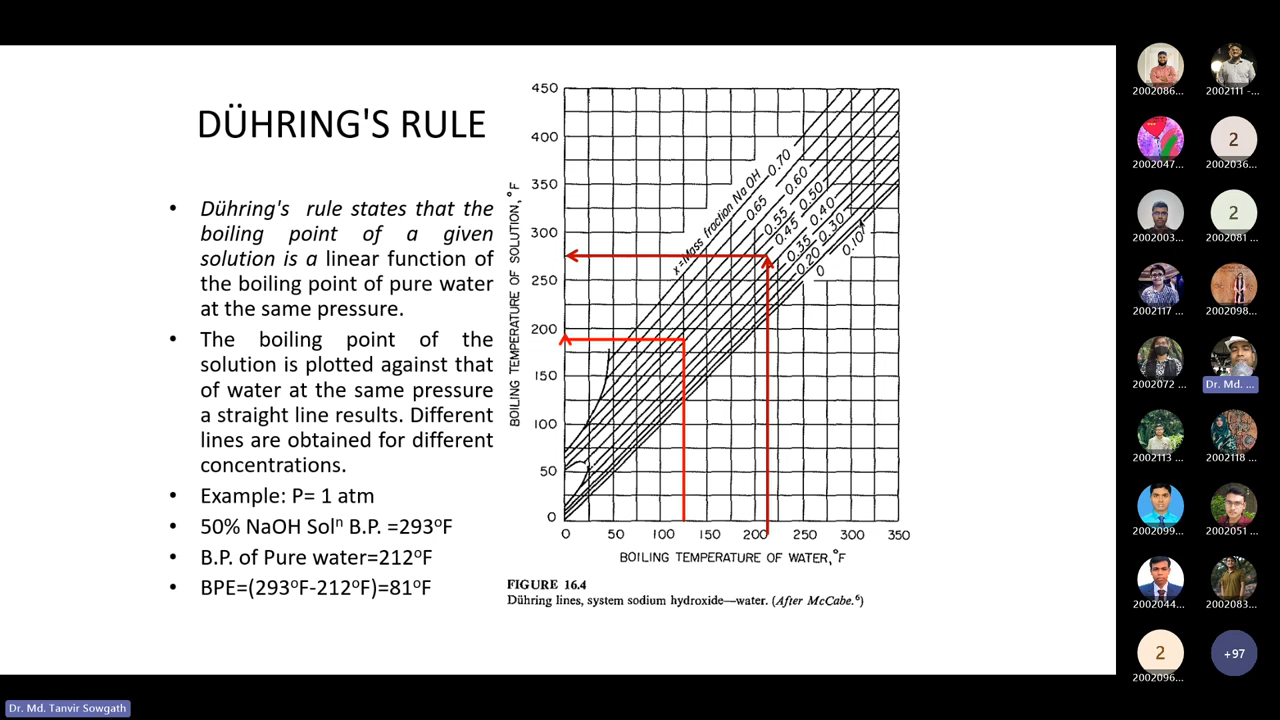 DÜHRING'S RULE
• Dühring's rule states that the
boiling point of a given
solution is a linear function of
the boiling point of pure water
at the same pressure.
• The boiling point of the
solution is plotted against that
of water at the same pressure
a straight line results. Different
lines are obtained for different
concentrations.
• Example: P= 1 atm
• 50% NaOH Solⁿ B.P. =293ºF
• B.P. of Pure water=212ºF
• BPE=(293ºF-212ºF)=81ºF
BOILING TEMPERATURE OF SOLUTION,°F
450
400
350
300
250
200
150
100
50
0
x=Mass fraction NaOH
0.70
0.65
0.60
0.55
0.50
0.45
0.40
0.35
0.30
0.20
0.10
0
0 50 100 150 200 250 300 350
BOILING TEMPERATURE OF WATER,°F
FIGURE 16.4
Dühring lines, system sodium hydroxide—water. (After McCabe.⁶)
2002086...
2002111 -...
2002047...
2
2002036...
2002003...
2
2002081 ...
2002117 ...
2002098...
2002072 ...
Dr. Md. ...
2002113 ...
2002118 ...
2002099...
2002051 ...
2002044...
2002083...
2
2002096...
+97
Dr. Md. Tanvir Sowgath